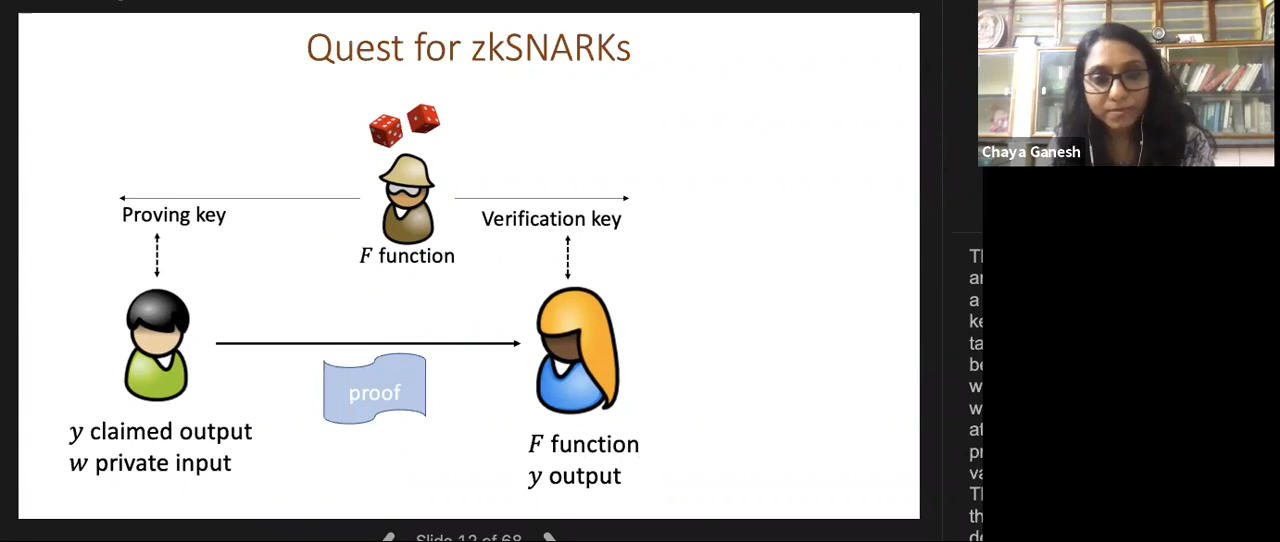 Quest for zkSNARKs
Chaya Ganesh
Proving key
Verification key
F function
proof
y claimed output
w private input
F function
y output
Slide 12 of 68